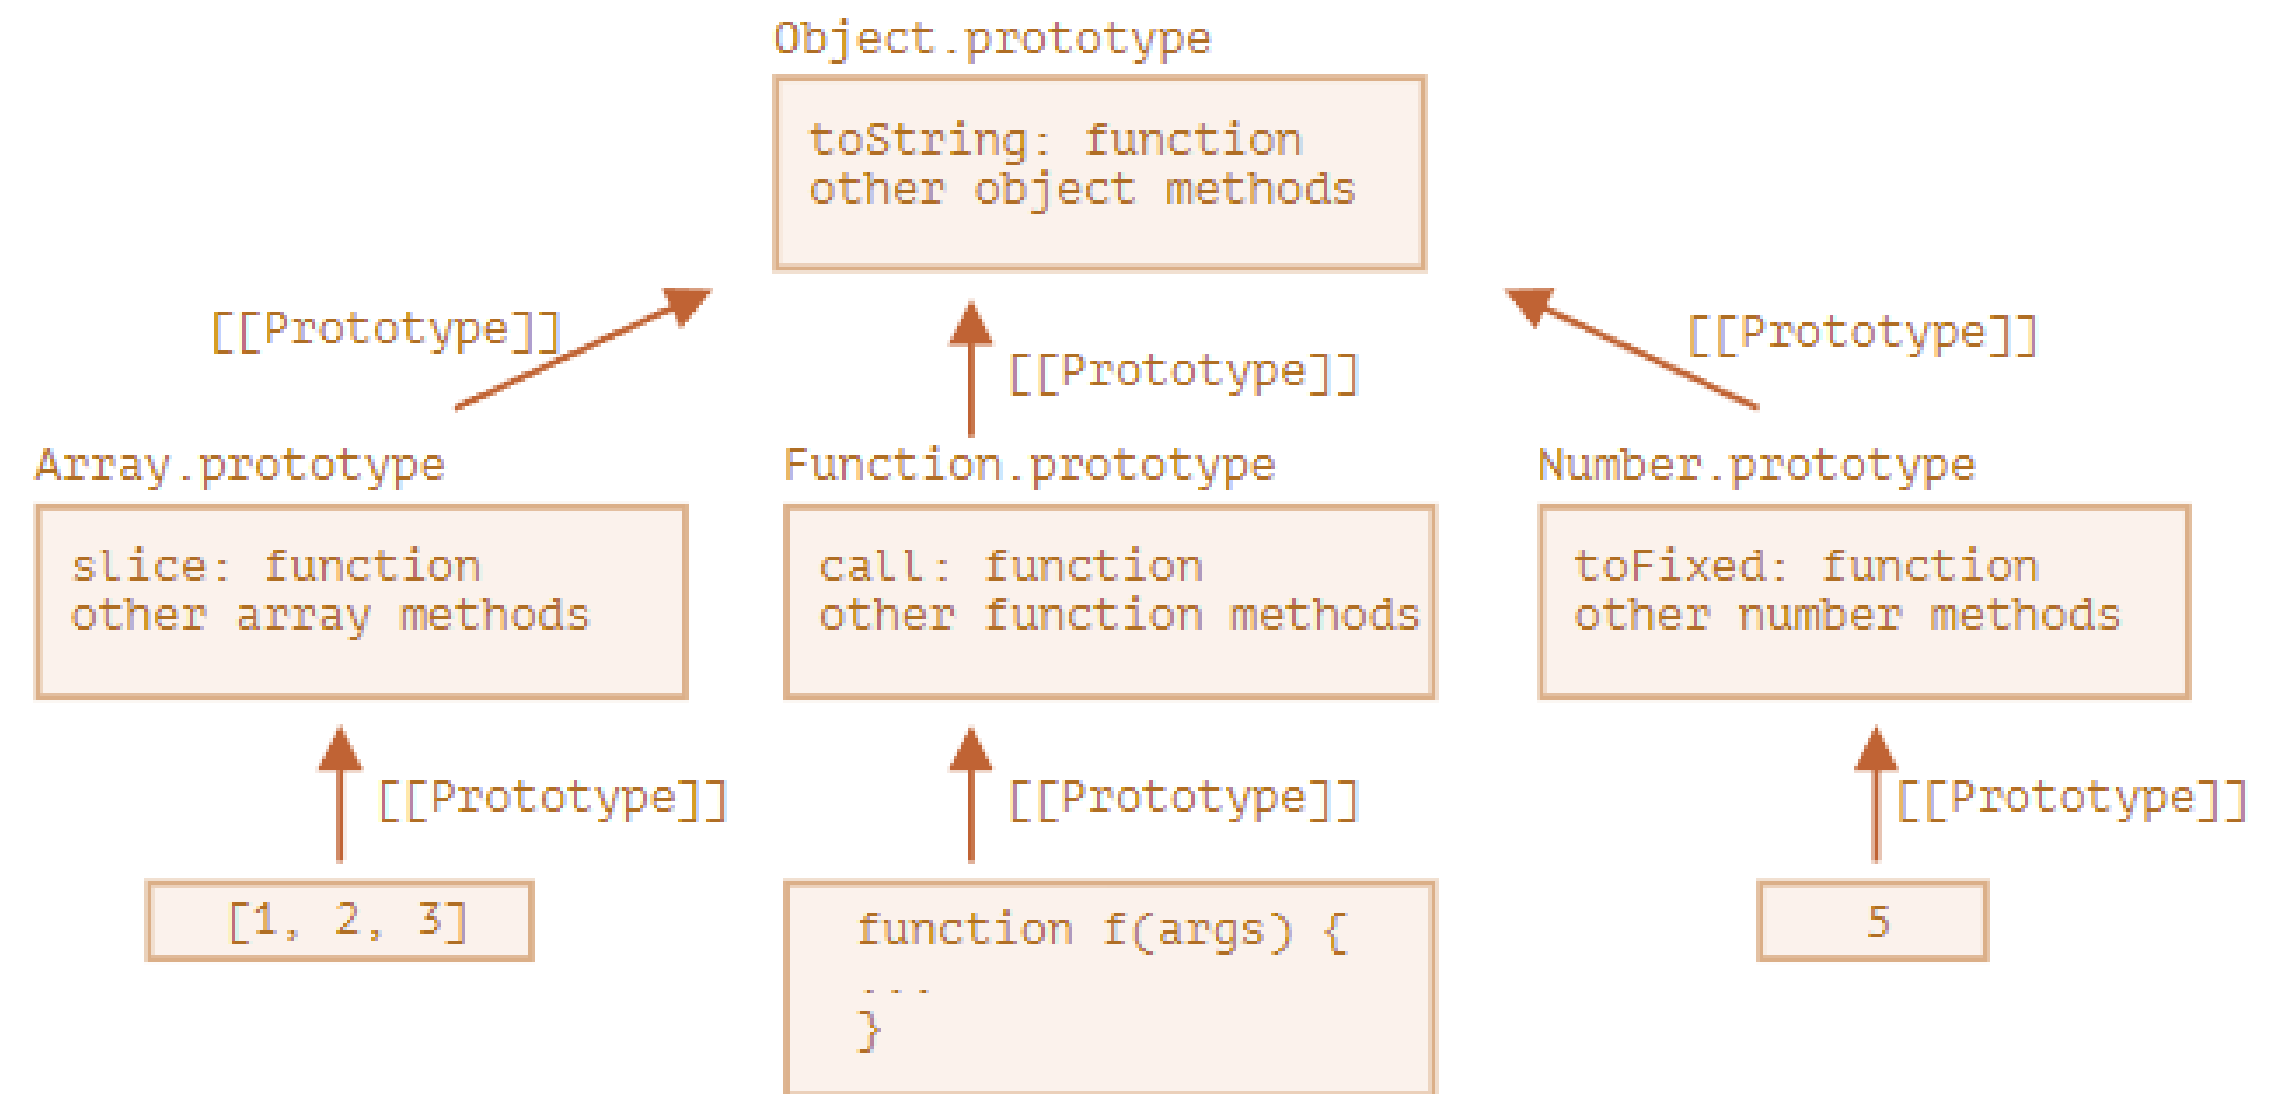 Object.prototype
toString: function
other object methods
[[Prototype]]
[[Prototype]]
[[Prototype]]
Array.prototype
slice: function
other array methods
Function.prototype
call: function
other function methods
Number.prototype
toFixed: function
other number methods
[[Prototype]]
[[Prototype]]
[[Prototype]]
[1, 2, 3]
function f(args) {
...
}
5